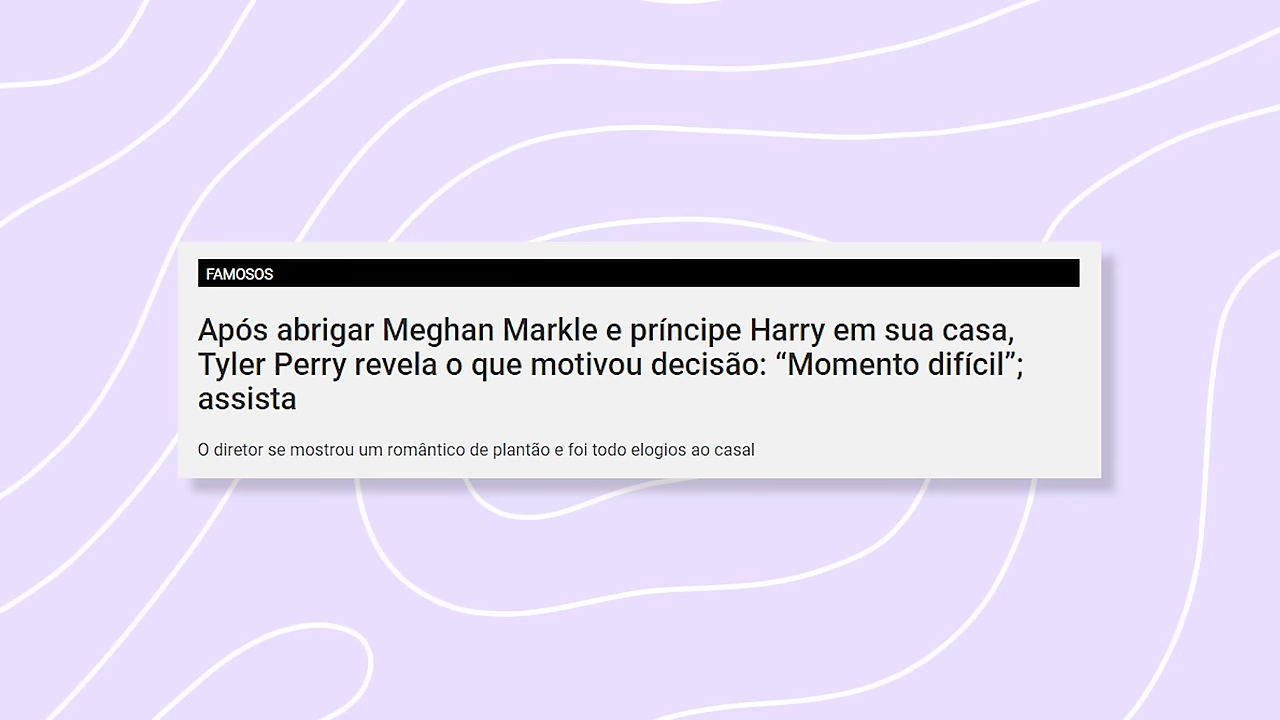 FAMOSOS
Após abrigar Meghan Markle e príncipe Harry em sua casa,
Tyler Perry revela o que motivou decisão: “Momento difícil”;
assista
O diretor se mostrou um romântico de plantão e foi todo elogios ao casal